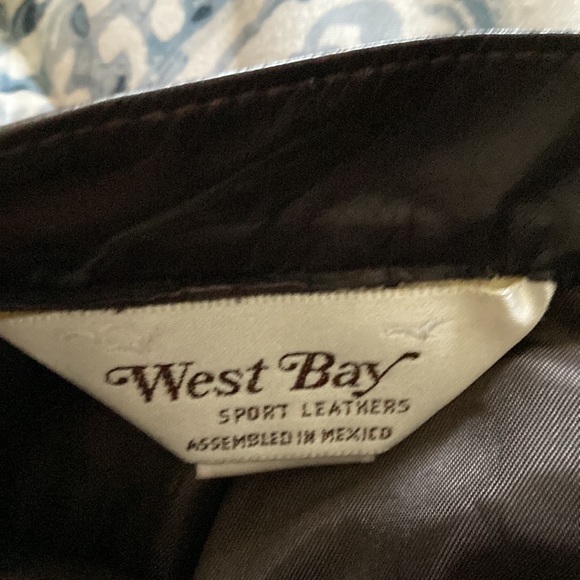 West Bay
SPORT LEATHERS
ASSEMBLED IN MEXICO